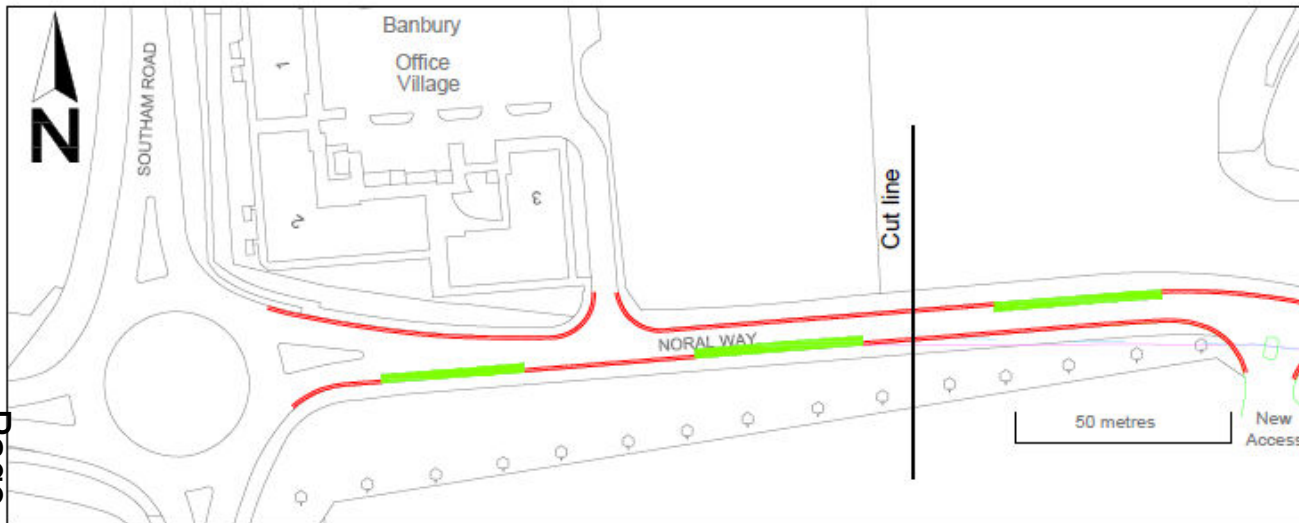 Banbury
Office
Village
SOUTHAM ROAD
N
1
2
3
Cut line
NORAL WAY
50 metres
New
Access